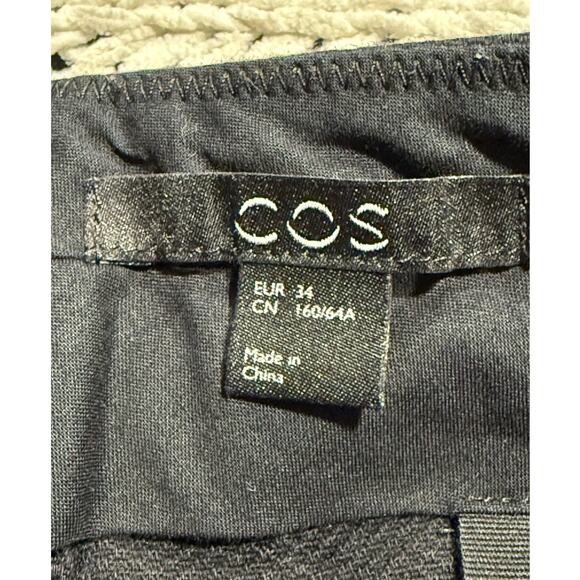 COS
EUR 34
CN 160/64A
Made in
China